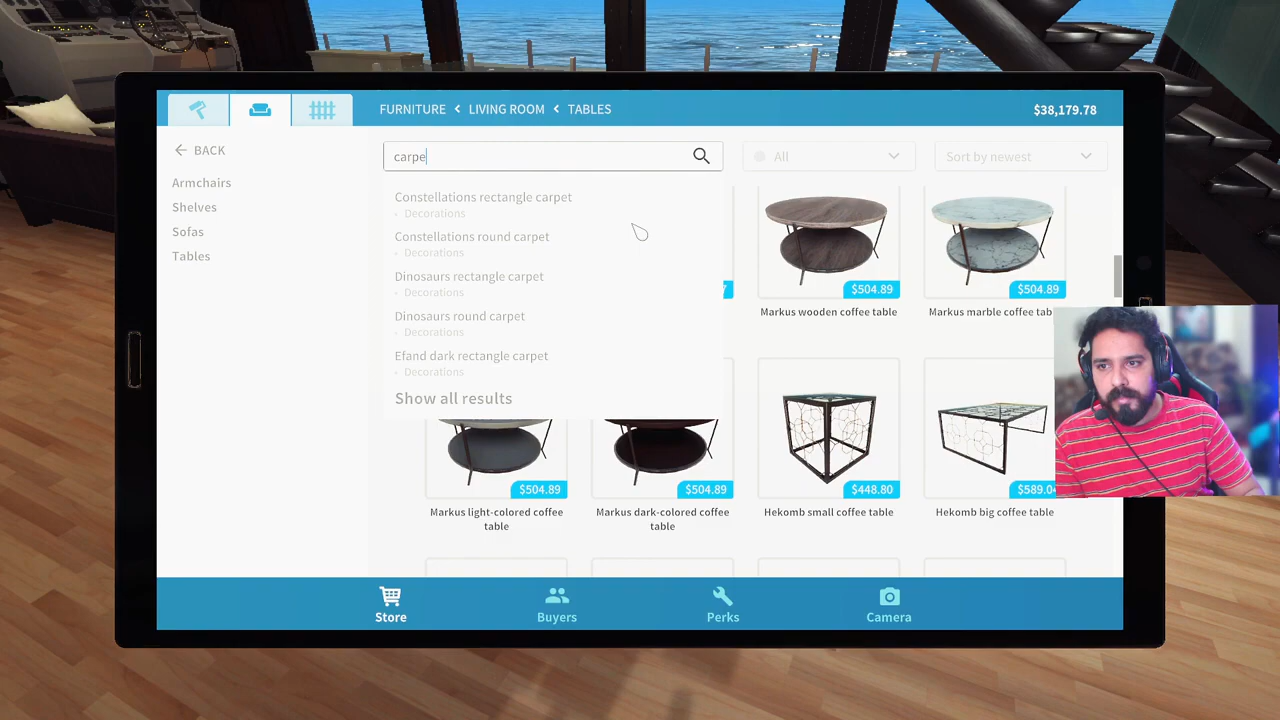 FURNITURE < LIVING ROOM < TABLES
$38,179.78
BACK
Armchairs
Shelves
Sofas
Tables
carpe
All
Sort by newest
Constellations rectangle carpet
Decorations
Constellations round carpet
Decorations
Dinosaurs rectangle carpet
Decorations
Dinosaurs round carpet
Decorations
Efand dark rectangle carpet
Decorations
Show all results
$504.89
$504.89
Markus wooden coffee table
Markus marble coffee tab
$504.89
$504.89
$448.80
$589.04
Markus light-colored coffee
table
Markus dark-colored coffee
table
Hekomb small coffee table
Hekomb big coffee table
Store
Buyers
Perks
Camera